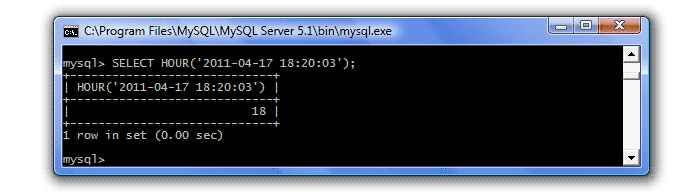 C:\Program Files\MySQL\MySQL Server 5.1\bin\mysql.exe
mysql> SELECT HOUR('2011-04-17 18:20:03');
+-----------------------------+
| HOUR('2011-04-17 18:20:03') |
+-----------------------------+
|                          18 |
+-----------------------------+
1 row in set (0.00 sec)
mysql>